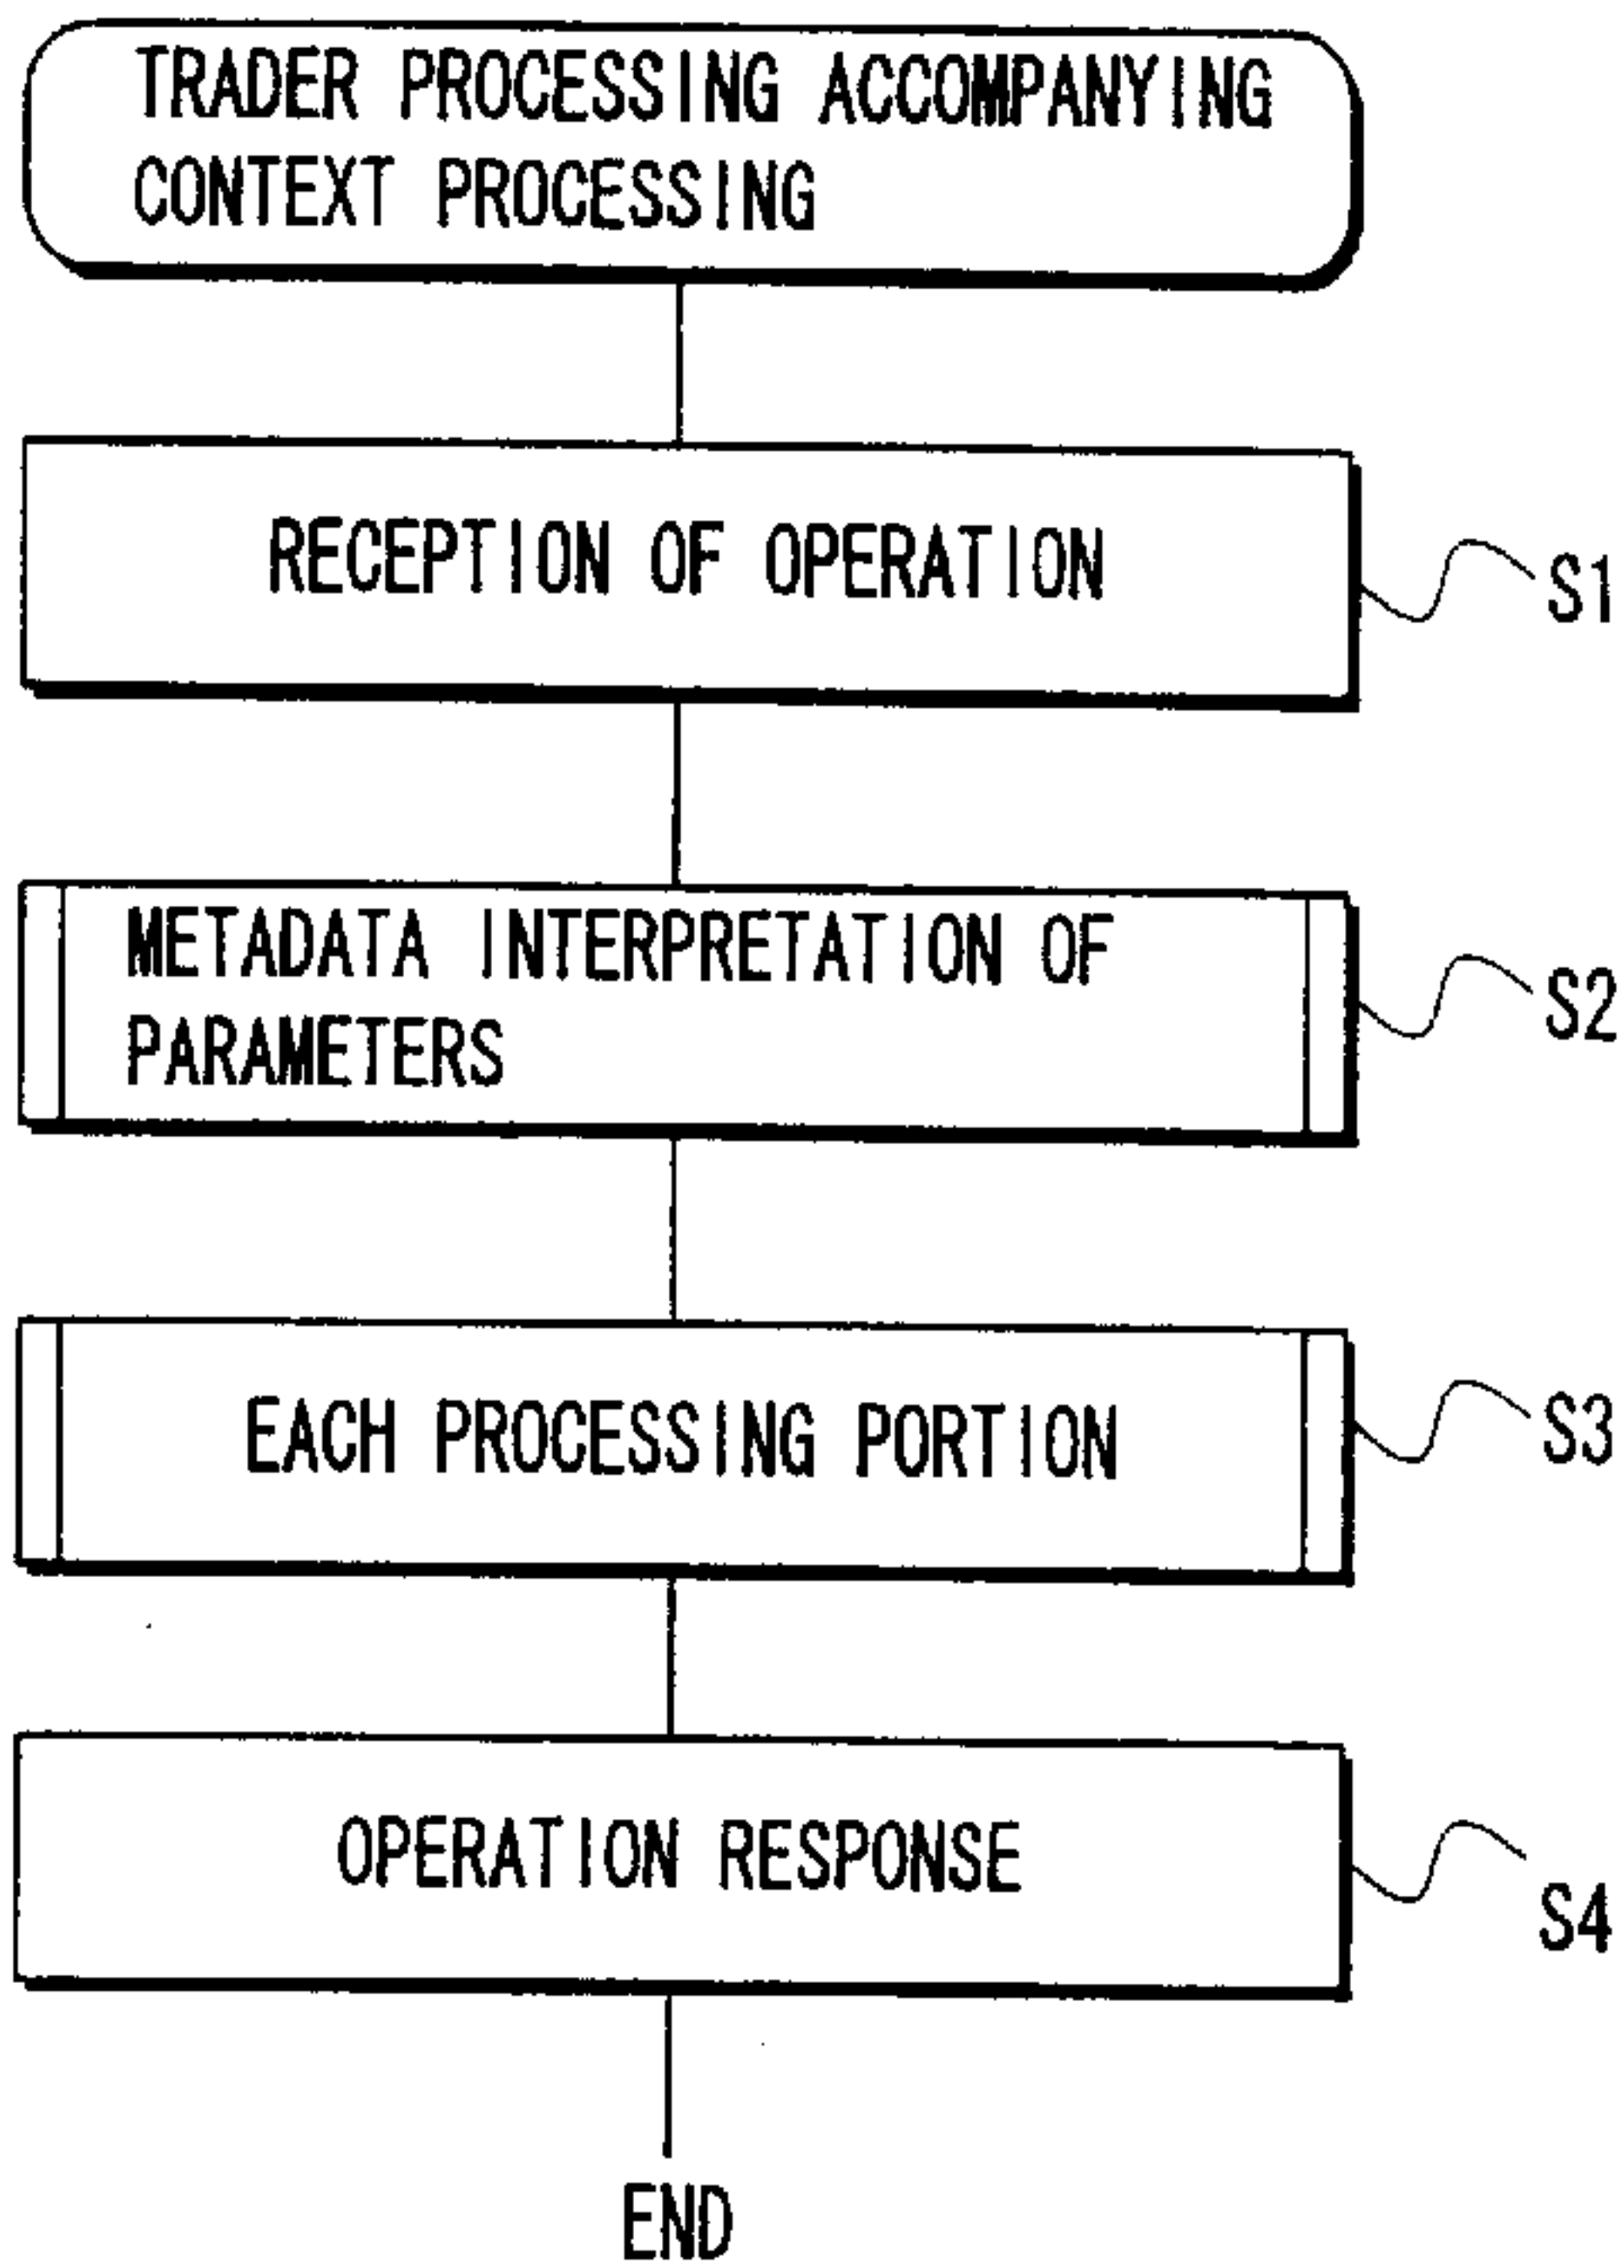 TRADER PROCESSING ACCOMPANYING
CONTEXT PROCESSING
RECEPTION OF OPERATION
S1
METADATA INTERPRETATION OF
PARAMETERS
S2
EACH PROCESSING PORTION
S3
OPERATION RESPONSE
S4
END